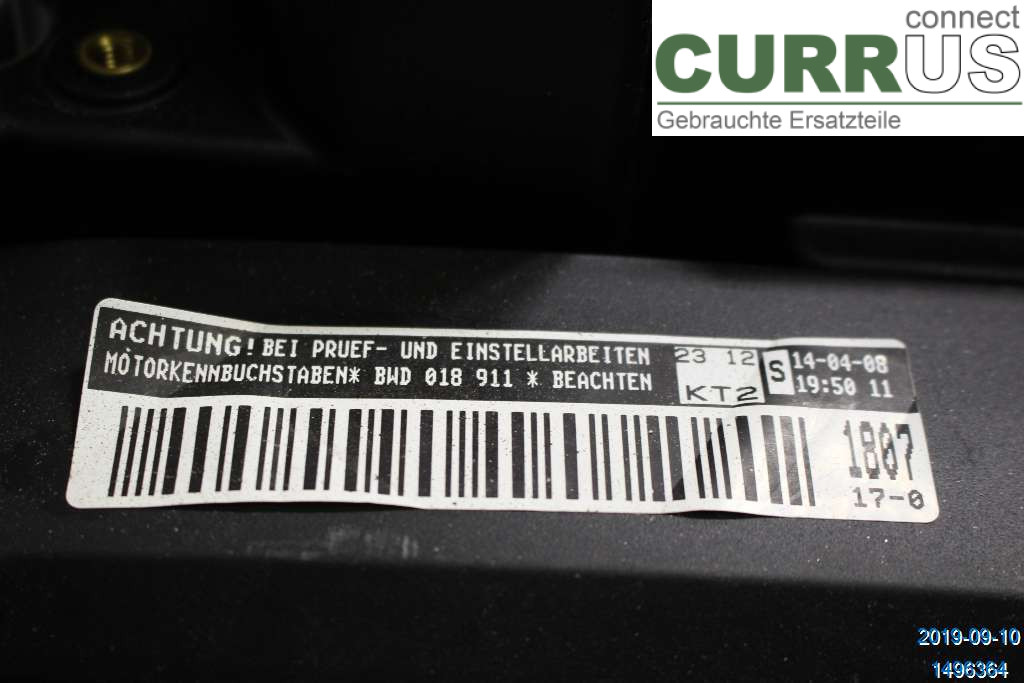 connect
CURRUS
Gebrauchte Ersatzteile
ACHTUNG! BEI PRUEF- UND EINSTELLARBEITEN
MOTORKENNBUCHSTABEN* BWD 018 911 * BEACHTEN
23 12
KT2
S
14-04-08
19:50 11
1807
17-0
2019-09-10
1496364